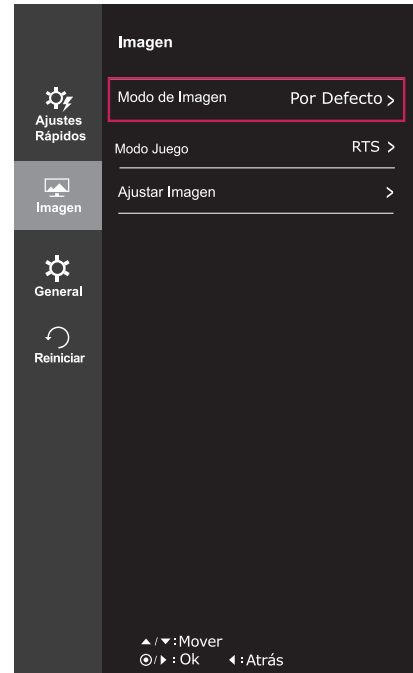 Imagen
Ajustes
Rápidos
Imagen
General
Reiniciar
Modo de Imagen Por Defecto >
Modo Juego RTS >
Ajustar Imagen >
▲/▼:Mover
⊙/▶:Ok ◀:Atrás